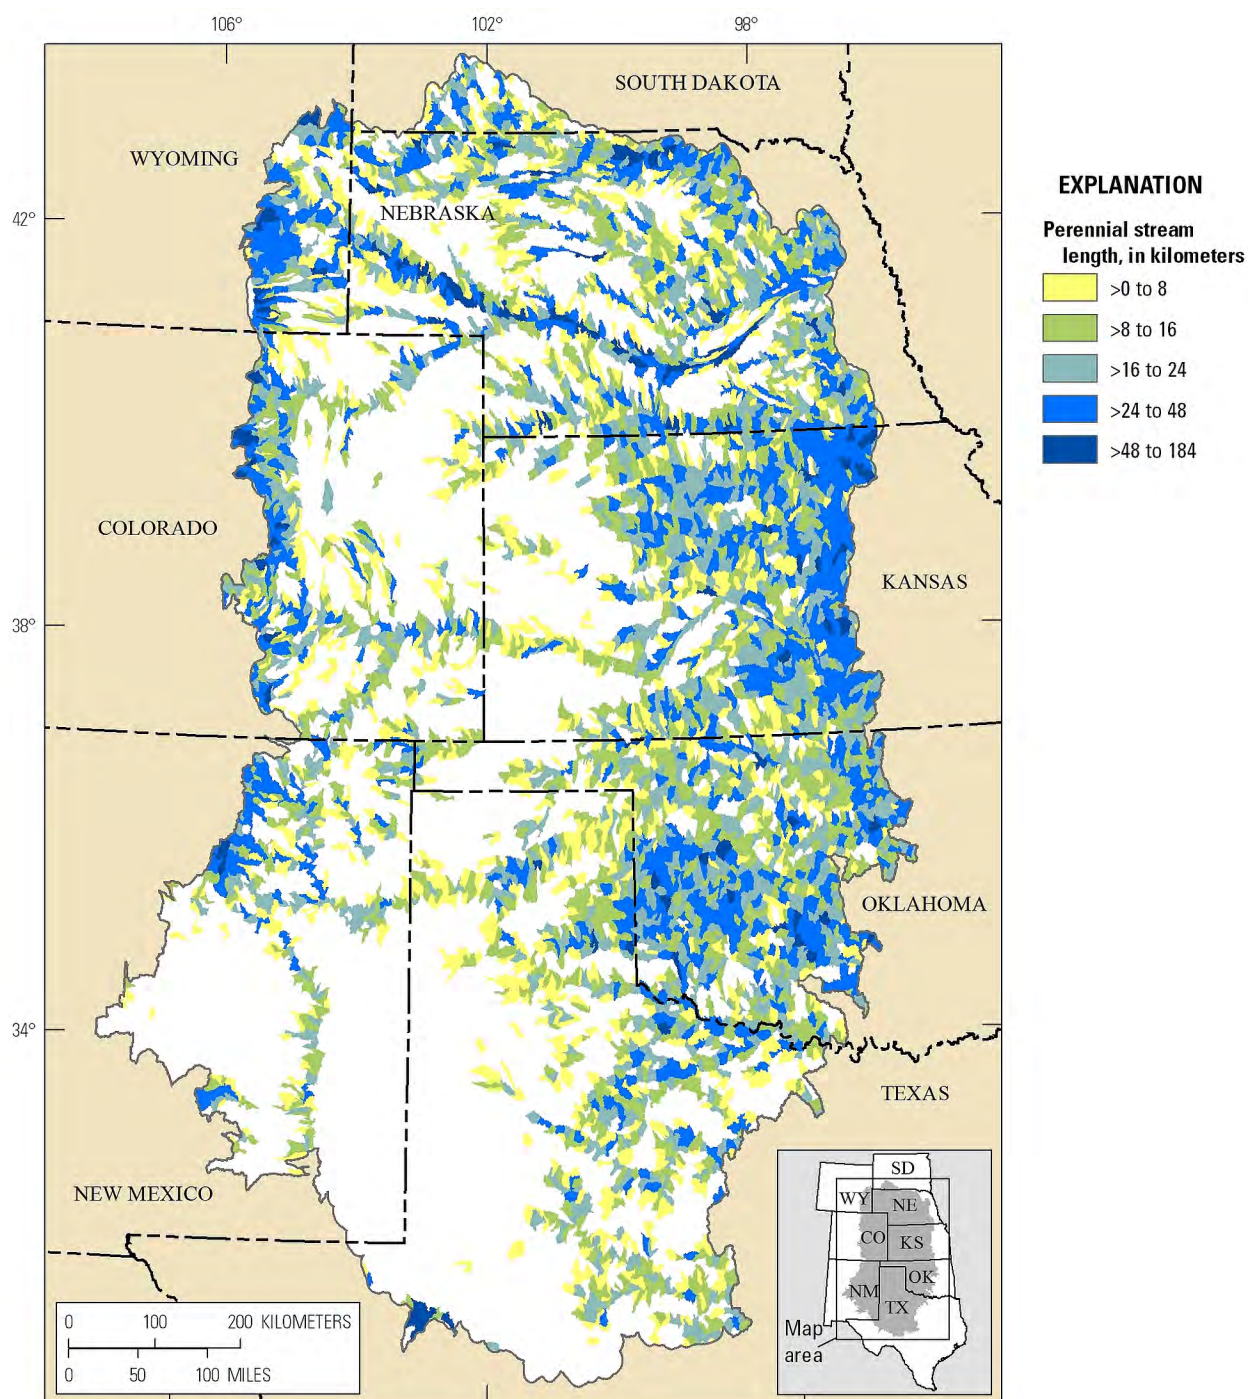 106°
102°
98°
SOUTH DAKOTA
WYOMING
EXPLANATION
42°
NEBRASKA
Perennial stream
length, in kilometers
>0 to 8
>8 to 16
>16 to 24
>24 to 48
>48 to 184
COLORADO
KANSAS
38°
OKLAHOMA
34°
TEXAS
SD
NEW MEXICO
WY
NE
CO
KS
OK
NM
TX
0 100 200 KILOMETERS
Map
area
0 50 100 MILES